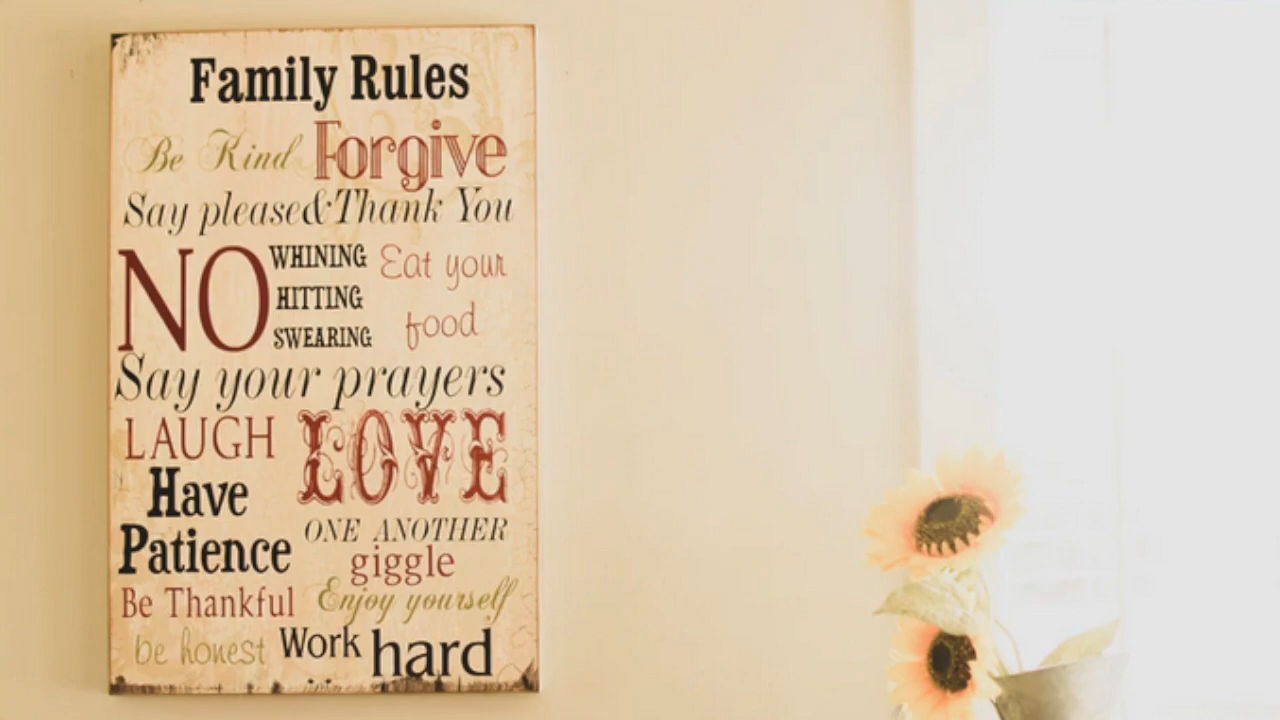 Family Rules
Be Kind Forgive
Say please & Thank You
NO WHINING
HITTING
SWEARING
Eat your
food
Say your prayers
LAUGH LOVE
Have
Patience
ONE ANOTHER
giggle
Be Thankful Enjoy yourself
be honest Work hard